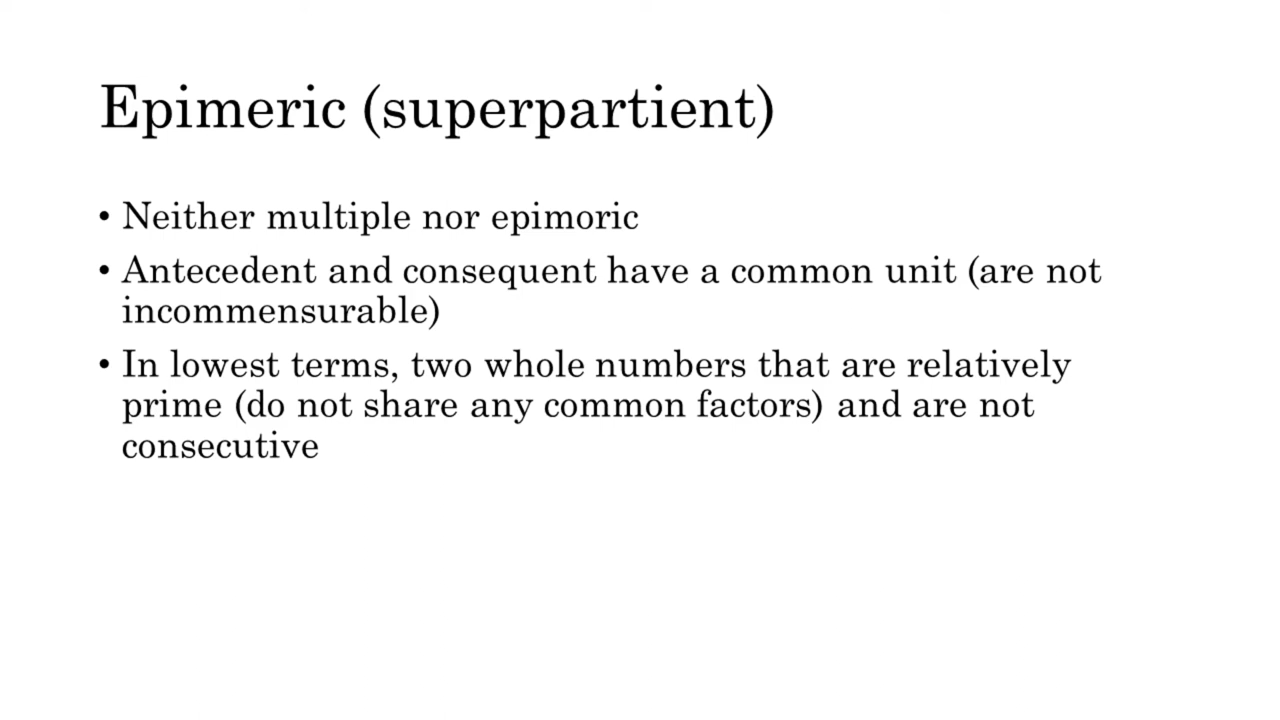 Epimeric (superpartient)
• Neither multiple nor epimoric
• Antecedent and consequent have a common unit (are not
incommensurable)
• In lowest terms, two whole numbers that are relatively
prime (do not share any common factors) and are not
consecutive